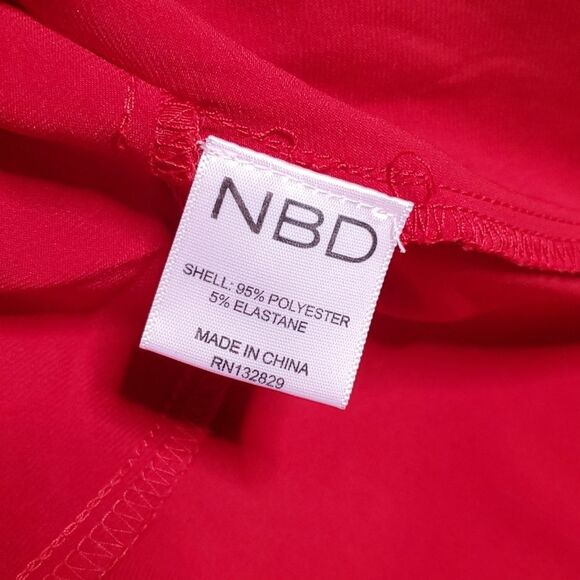 NBD
SHELL: 95% POLYESTER
5% ELASTANE
MADE IN CHINA
RN132829